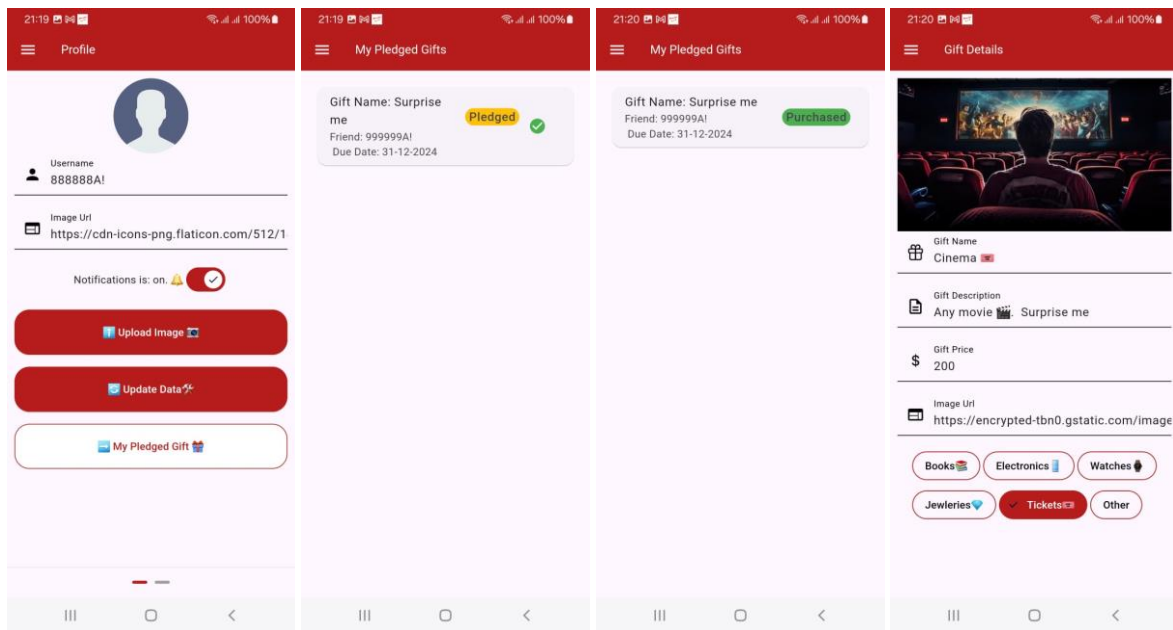 21:19
100%
Profile
Username
888888A!
Image Url
https://cdn-icons-png.flaticon.com/512/1
Notifications is: on. 🔔
⬆️ Upload Image 📷
🔄 Update Data🛠
➡️ My Pledged Gift 🎁
21:19
100%
My Pledged Gifts
Gift Name: Surprise
me
Pledged
Friend: 999999A!
Due Date: 31-12-2024
21:20
100%
My Pledged Gifts
Gift Name: Surprise me
Purchased
Friend: 999999A!
Due Date: 31-12-2024
21:20
100%
Gift Details
Gift Name
Cinema 🎟️
Gift Description
Any movie 🎬. Surprise me
Gift Price
$ 200
Image Url
https://encrypted-tbn0.gstatic.com/image
Books📚 Electronics📱 Watches⌚
Jewleries💎 Tickets🎟️ Other